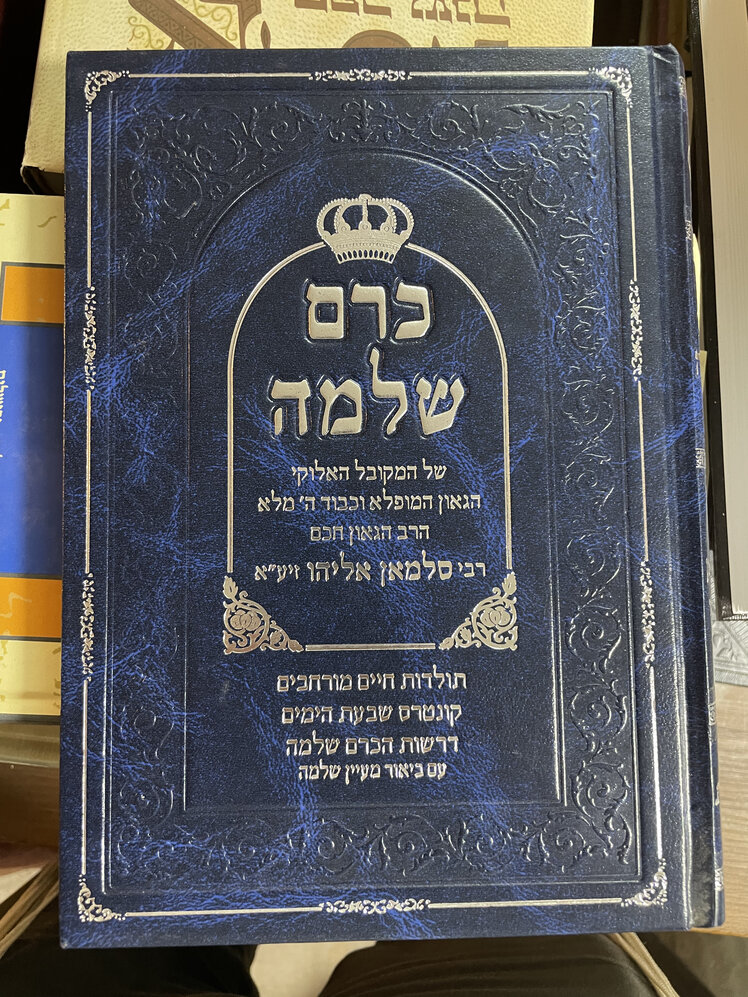 כרם
שלמה
של המקובל האלוקי
הגאון המופלא וכבוד ה׳ מלא
הרב הגאון חכם
רבי סלמאן אליהו זיע״א
תולדות חיים מורחבים
קונטרס שבעת הימים
דרשות הכרם שלמה
עם ביאור מעיין שלמה